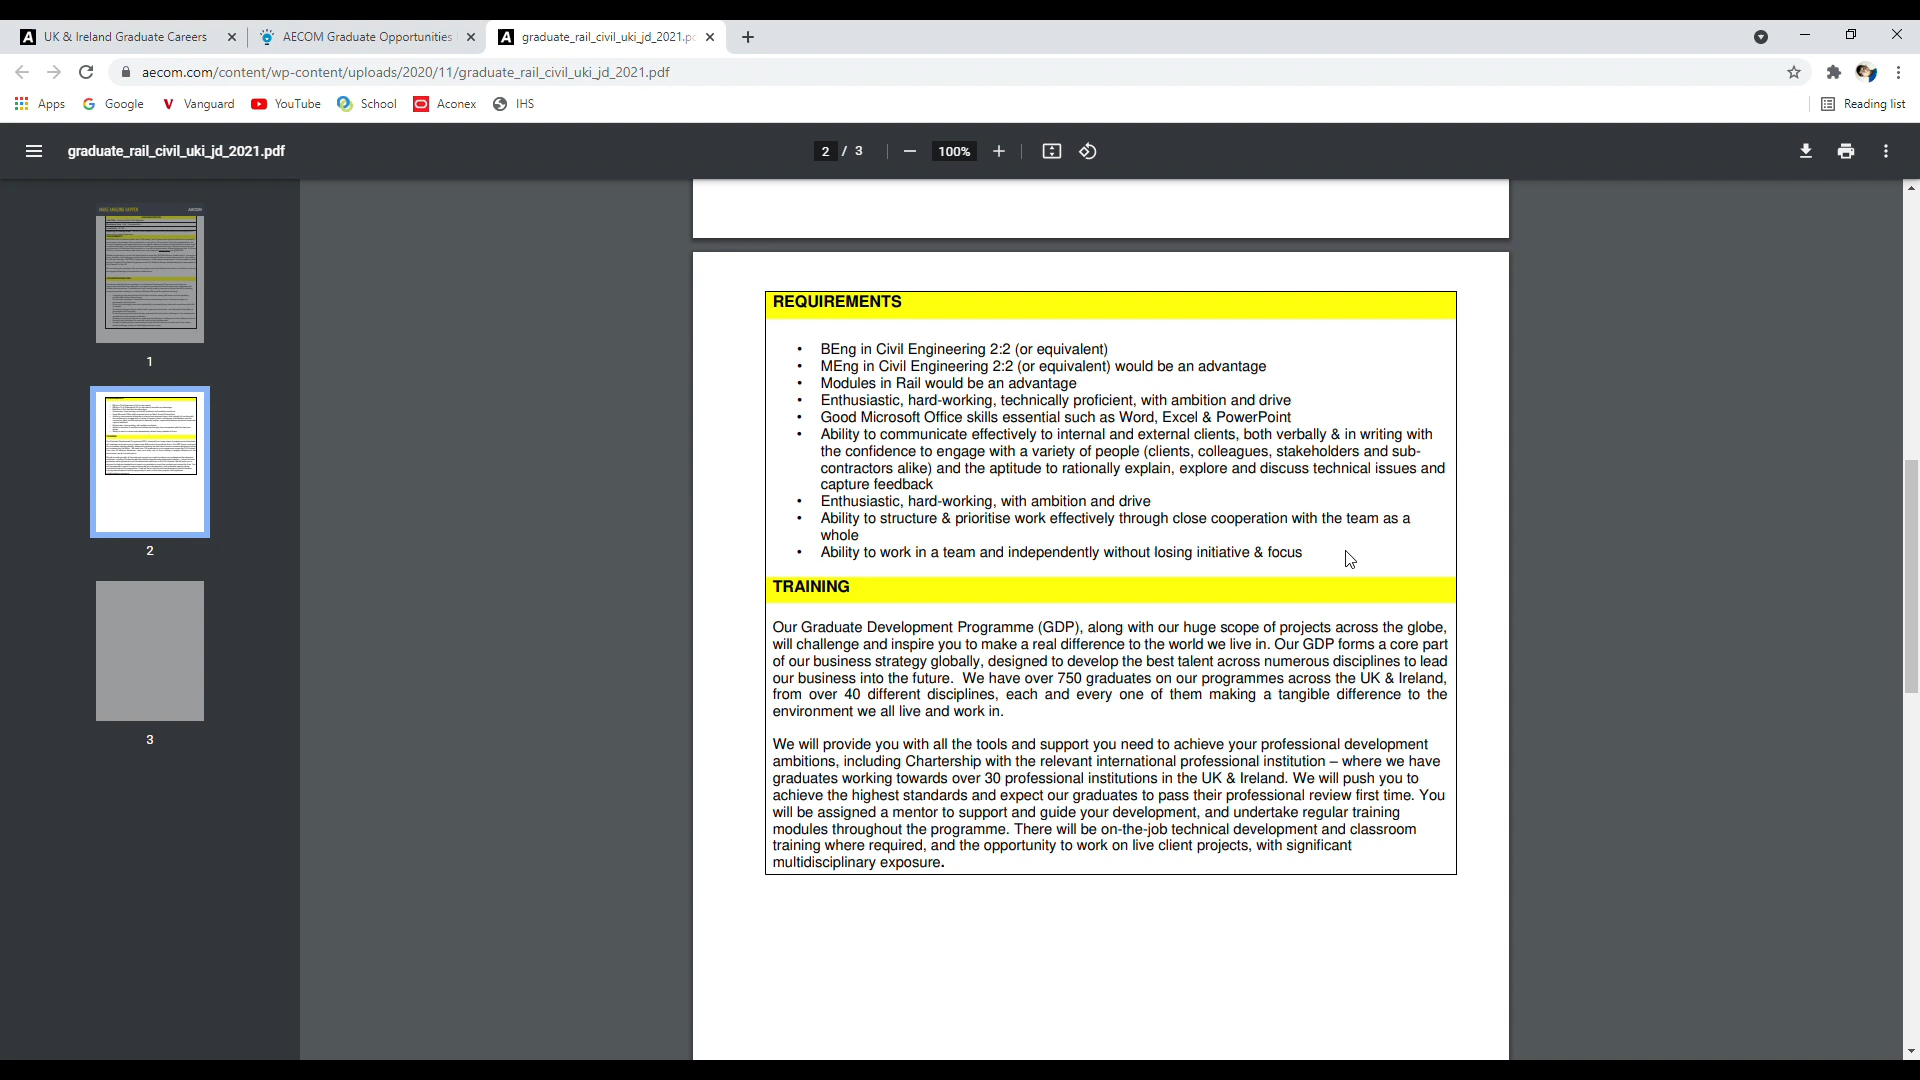 UK & Ireland Graduate Careers
AECOM Graduate Opportunities
graduate_rail_civil_uki_jd_2021.pd
aecom.com/content/wp-content/uploads/2020/11/graduate_rail_civil_uki_jd_2021.pdf
Apps Google Vanguard YouTube School Aconex IHS Reading list
graduate_rail_civil_uki_jd_2021.pdf 2 / 3 100%
1
2
3
REQUIREMENTS
• BEng in Civil Engineering 2:2 (or equivalent)
• MEng in Civil Engineering 2:2 (or equivalent) would be an advantage
• Modules in Rail would be an advantage
• Enthusiastic, hard-working, technically proficient, with ambition and drive
• Good Microsoft Office skills essential such as Word, Excel & PowerPoint
• Ability to communicate effectively to internal and external clients, both verbally & in writing with
the confidence to engage with a variety of people (clients, colleagues, stakeholders and sub-
contractors alike) and the aptitude to rationally explain, explore and discuss technical issues and
capture feedback
• Enthusiastic, hard-working, with ambition and drive
• Ability to structure & prioritise work effectively through close cooperation with the team as a
whole
• Ability to work in a team and independently without losing initiative & focus
TRAINING
Our Graduate Development Programme (GDP), along with our huge scope of projects across the globe,
will challenge and inspire you to make a real difference to the world we live in. Our GDP forms a core part
of our business strategy globally, designed to develop the best talent across numerous disciplines to lead
our business into the future. We have over 750 graduates on our programmes across the UK & Ireland,
from over 40 different disciplines, each and every one of them making a tangible difference to the
environment we all live and work in.
We will provide you with all the tools and support you need to achieve your professional development
ambitions, including Chartership with the relevant international professional institution – where we have
graduates working towards over 30 professional institutions in the UK & Ireland. We will push you to
achieve the highest standards and expect our graduates to pass their professional review first time. You
will be assigned a mentor to support and guide your development, and undertake regular training
modules throughout the programme. There will be on-the-job technical development and classroom
training where required, and the opportunity to work on live client projects, with significant
multidisciplinary exposure.